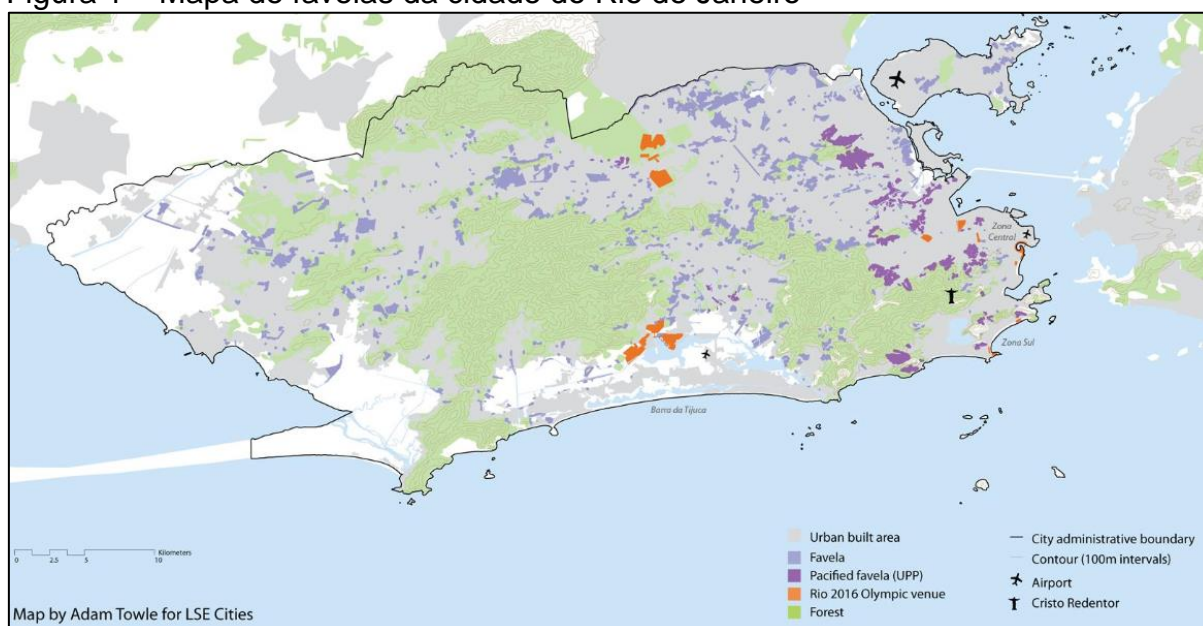 Figura 1 – Mapa de favelas da cidade do Rio de Janeiro
Zona
Central
Zona Sul
Barra da Tijuca
Kilometers
0 2.5 5 10
Urban built area
Favela
Pacified favela (UPP)
Rio 2016 Olympic venue
Forest
City administrative boundary
Contour (100m intervals)
Airport
Cristo Redentor
Map by Adam Towle for LSE Cities